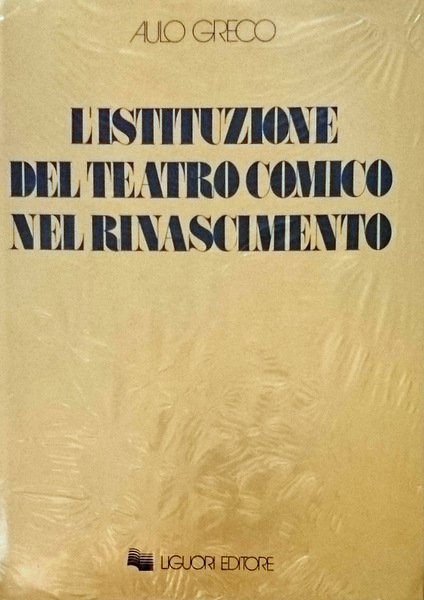 AULO GRECO
L'ISTITUZIONE
DEL TEATRO COMICO
NEL RINASCIMENTO
LIGUORI EDITORE